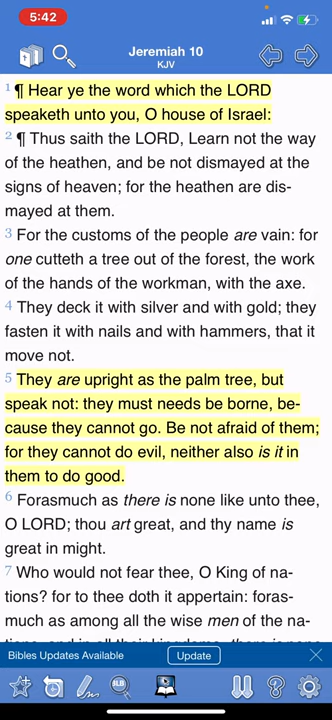 5:42
Jeremiah 10
KJV
1 ¶ Hear ye the word which the LORD
speaketh unto you, O house of Israel:
2 ¶ Thus saith the LORD, Learn not the way
of the heathen, and be not dismayed at the
signs of heaven; for the heathen are dis-
mayed at them.
3 For the customs of the people are vain: for
one cutteth a tree out of the forest, the work
of the hands of the workman, with the axe.
4 They deck it with silver and with gold; they
fasten it with nails and with hammers, that it
move not.
5 They are upright as the palm tree, but
speak not: they must needs be borne, be-
cause they cannot go. Be not afraid of them;
for they cannot do evil, neither also is it in
them to do good.
6 Forasmuch as there is none like unto thee,
O LORD; thou art great, and thy name is
great in might.
7 Who would not fear thee, O King of na-
tions? for to thee doth it appertain: foras-
much as among all the wise men of the na-
Bibles Updates Available
Update
BLB